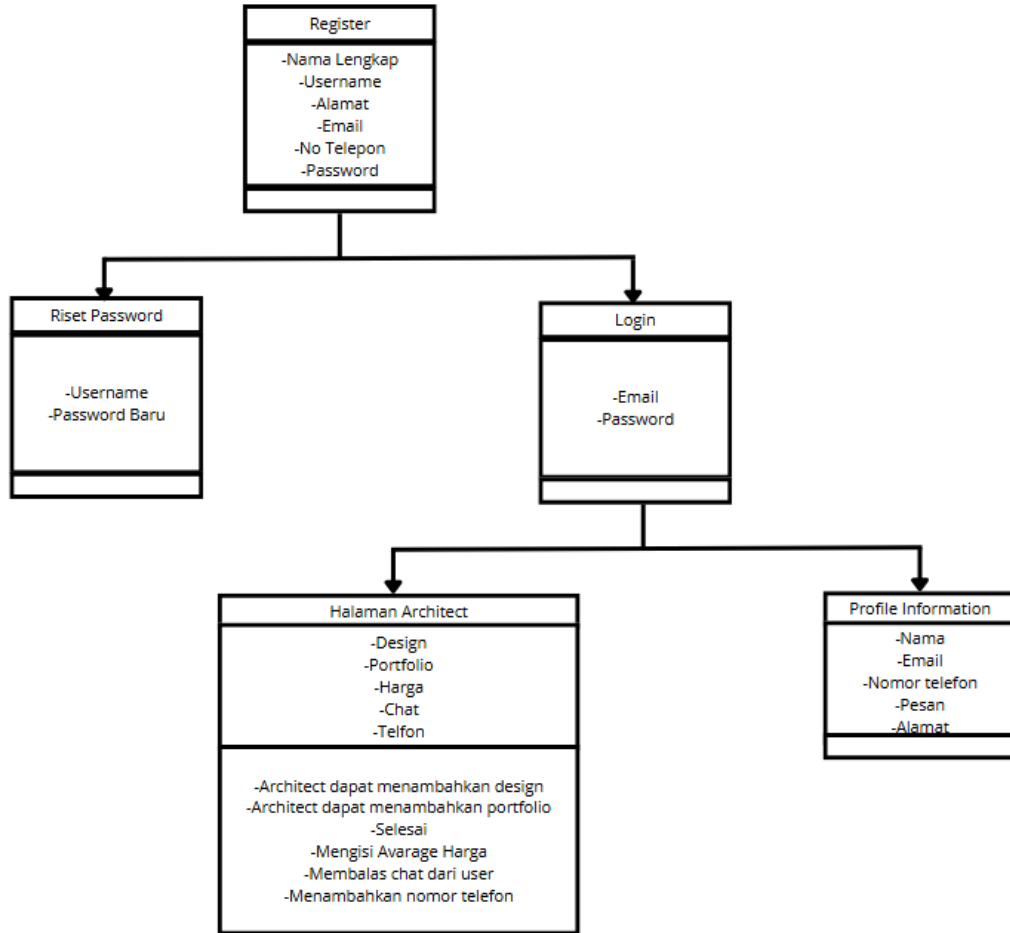 Register
-Nama Lengkap
-Username
-Alamat
-Email
-No Telepon
-Password
Riset Password
-Username
-Password Baru
Login
-Email
-Password
Halaman Architect
-Design
-Portfolio
-Harga
-Chat
-Telfon
-Architect dapat menambahkan design
-Architect dapat menambahkan portfolio
-Selesai
-Mengisi Avarage Harga
-Membalas chat dari user
-Menambahkan nomor telefon
Profile Information
-Nama
-Email
-Nomor telefon
-Pesan
-Alamat